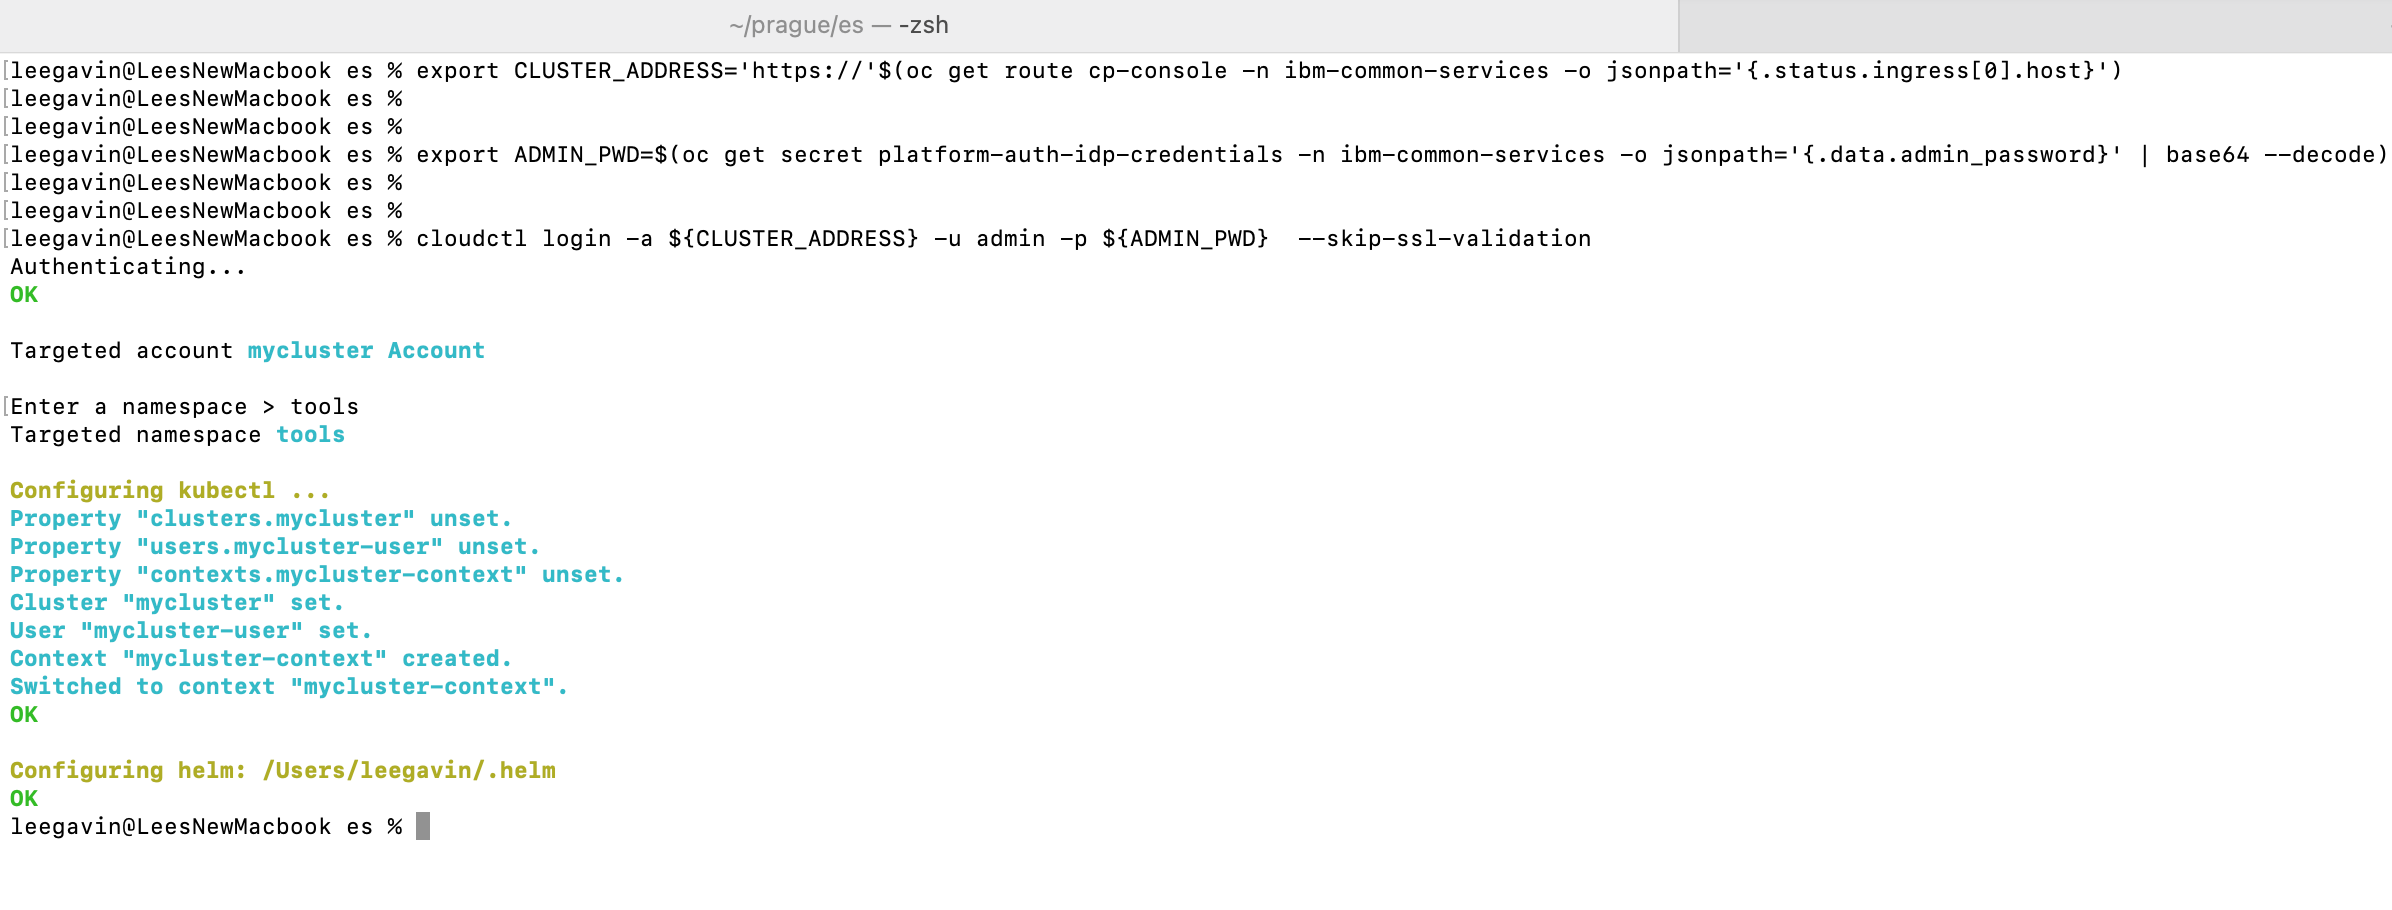 ~/prague/es — -zsh
leegavin@LeesNewMacbook es % export CLUSTER_ADDRESS='https://'$(oc get route cp-console -n ibm-common-services -o jsonpath='{.status.ingress[0].host}')
leegavin@LeesNewMacbook es %
leegavin@LeesNewMacbook es %
leegavin@LeesNewMacbook es % export ADMIN_PWD=$(oc get secret platform-auth-idp-credentials -n ibm-common-services -o jsonpath='{.data.admin_password}' | base64 --decode)
leegavin@LeesNewMacbook es %
leegavin@LeesNewMacbook es %
leegavin@LeesNewMacbook es % cloudctl login -a ${CLUSTER_ADDRESS} -u admin -p ${ADMIN_PWD}  --skip-ssl-validation
Authenticating...
OK
Targeted account mycluster Account
Enter a namespace > tools
Targeted namespace tools
Configuring kubectl ...
Property "clusters.mycluster" unset.
Property "users.mycluster-user" unset.
Property "contexts.mycluster-context" unset.
Cluster "mycluster" set.
User "mycluster-user" set.
Context "mycluster-context" created.
Switched to context "mycluster-context".
OK
Configuring helm: /Users/leegavin/.helm
OK
leegavin@LeesNewMacbook es %